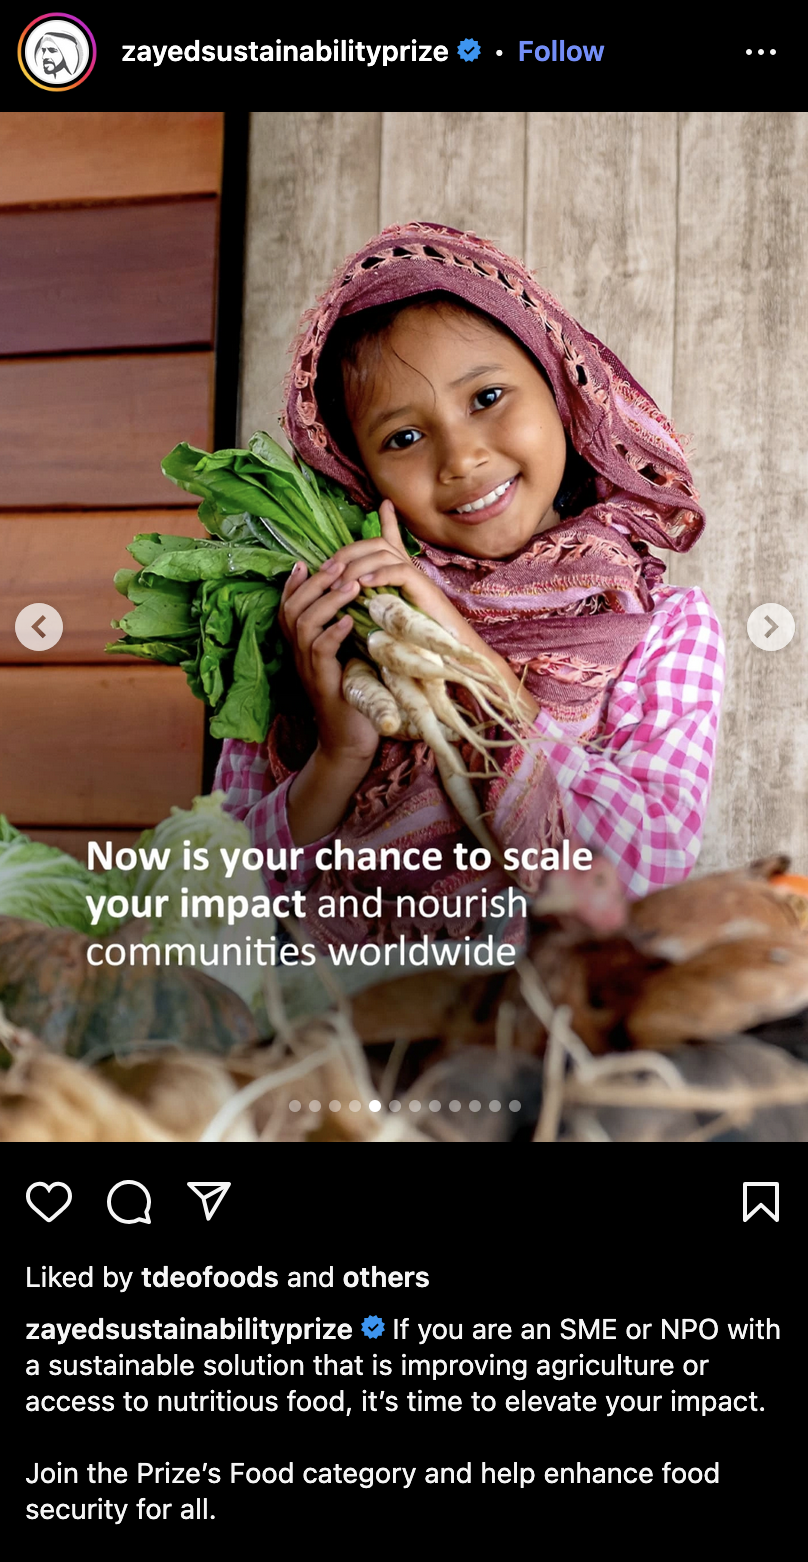 zayedsustainabilityprize • Follow
Now is your chance to scale
your impact and nourish
communities worldwide
Liked by tdeofoods and others
zayedsustainabilityprize If you are an SME or NPO with
a sustainable solution that is improving agriculture or
access to nutritious food, it’s time to elevate your impact.
Join the Prize’s Food category and help enhance food
security for all.